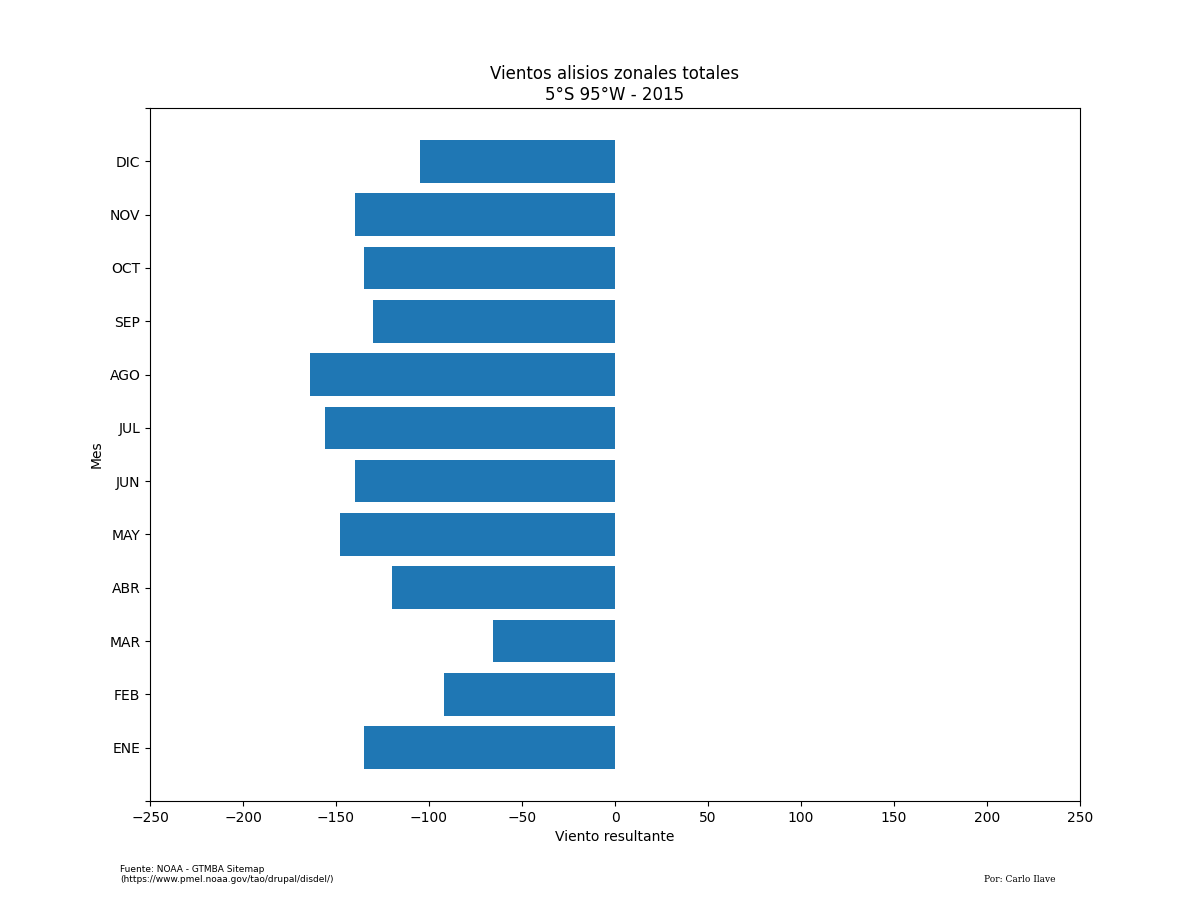 Vientos alisios zonales totales
5°S 95°W - 2015
DIC
NOV
OCT
SEP
AGO
JUL
JUN
MAY
ABR
MAR
FEB
ENE
Mes
−250 −200 −150 −100 −50 0 50 100 150 200 250
Viento resultante
Fuente: NOAA - GTMBA Sitemap
(https://www.pmel.noaa.gov/tao/drupal/disdel/)
Por: Carlo Ilave